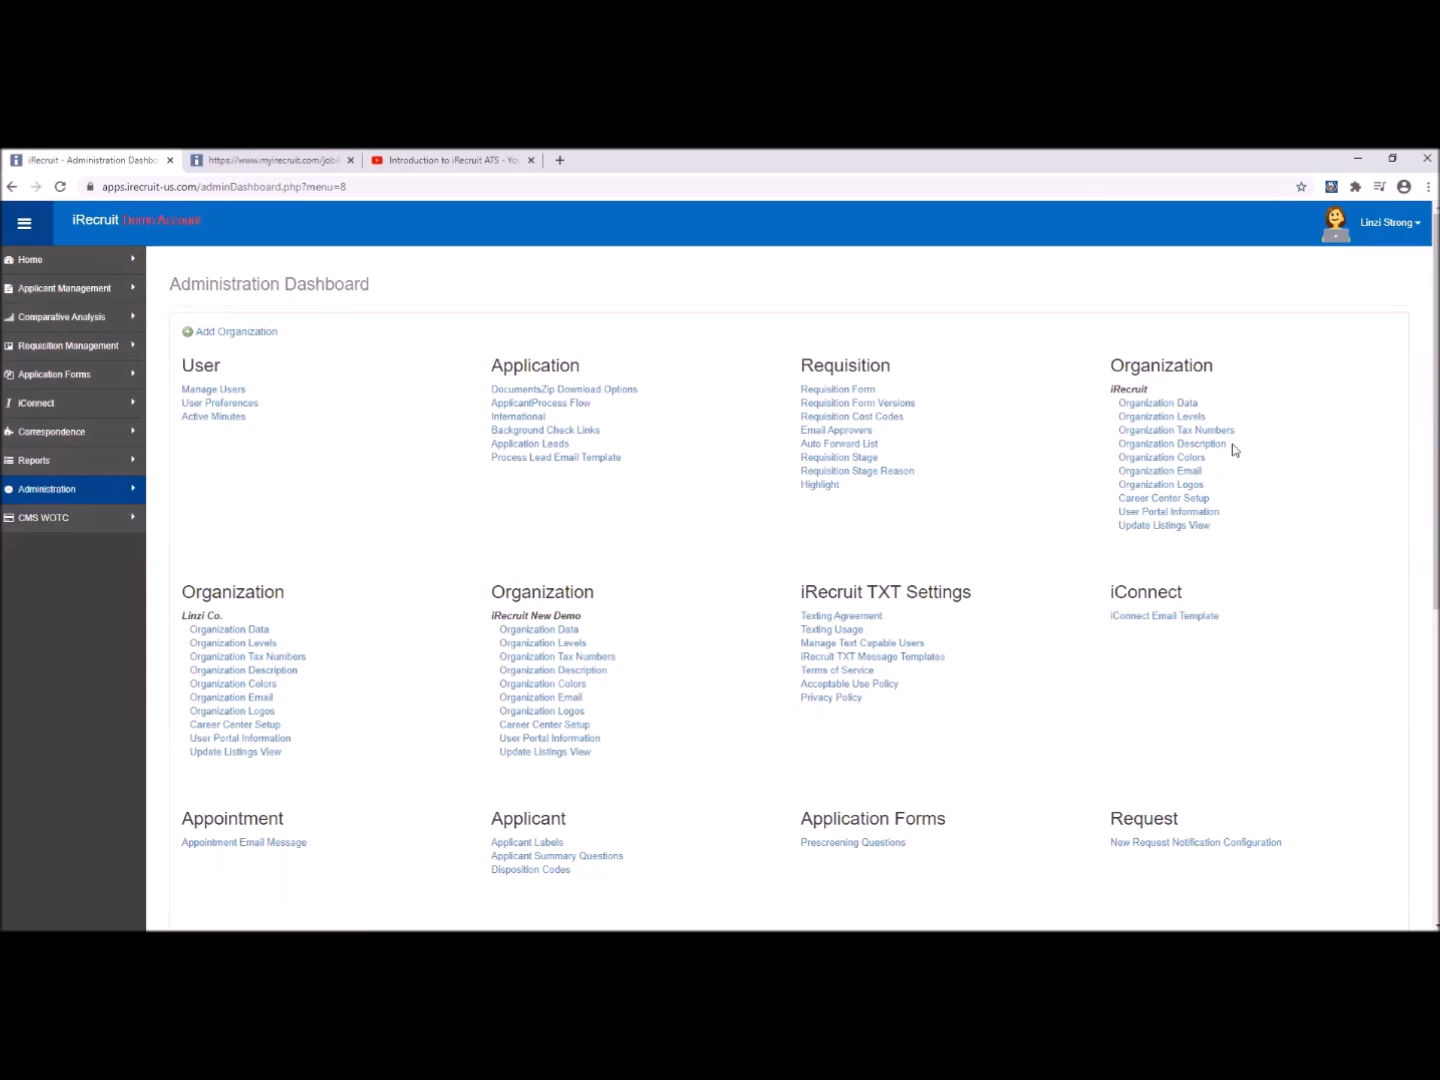 iRecruit - Administration Dashbo
https://www.myirecruit.com/job
Introduction to iRecruit ATS - Yo
apps.irecruit-us.com/adminDashboard.php?menu=8
iRecruit Demo Account
Linzi Strong
Home
Applicant Management
Comparative Analysis
Requisition Management
Application Forms
iConnect
Correspondence
Reports
Administration
CMS WOTC
Administration Dashboard
Add Organization
User
Manage Users
User Preferences
Active Minutes
Application
DocumentsZip Download Options
ApplicantProcess Flow
International
Background Check Links
Application Leads
Process Lead Email Template
Requisition
Requisition Form
Requisition Form Versions
Requisition Cost Codes
Email Approvers
Auto Forward List
Requisition Stage
Requisition Stage Reason
Highlight
Organization
iRecruit
Organization Data
Organization Levels
Organization Tax Numbers
Organization Description
Organization Colors
Organization Email
Organization Logos
Career Center Setup
User Portal Information
Update Listings View
Organization
Linzi Co.
Organization Data
Organization Levels
Organization Tax Numbers
Organization Description
Organization Colors
Organization Email
Organization Logos
Career Center Setup
User Portal Information
Update Listings View
Organization
iRecruit New Demo
Organization Data
Organization Levels
Organization Tax Numbers
Organization Description
Organization Colors
Organization Email
Organization Logos
Career Center Setup
User Portal Information
Update Listings View
iRecruit TXT Settings
Texting Agreement
Texting Usage
Manage Text Capable Users
iRecruit TXT Message Templates
Terms of Service
Acceptable Use Policy
Privacy Policy
iConnect
iConnect Email Template
Appointment
Appointment Email Message
Applicant
Applicant Labels
Applicant Summary Questions
Disposition Codes
Application Forms
Prescreening Questions
Request
New Request Notification Configuration